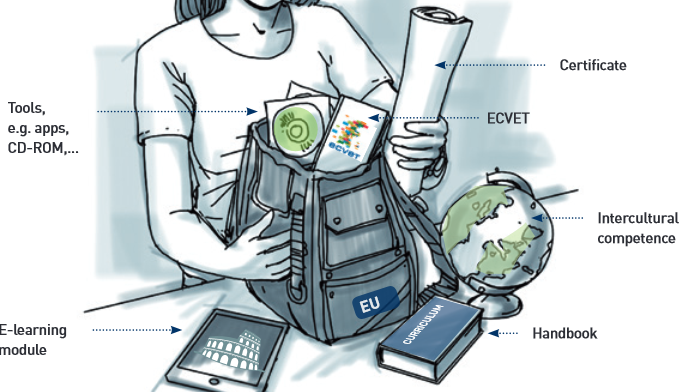 Certificate
Tools,
e.g. apps,
CD-ROM,...
ECVET
ecvet
Intercultural
competence
EU
CURRICULUM
E-learning
module
Handbook